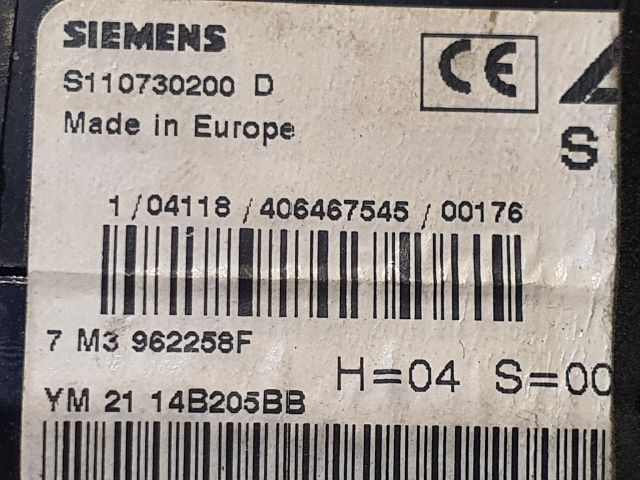 SIEMENS
S110730200 D
Made in Europe
CE
S
1/04118/406467545/00176
7 M3 962258F
H=04 S=00
YM 21 14B205BB